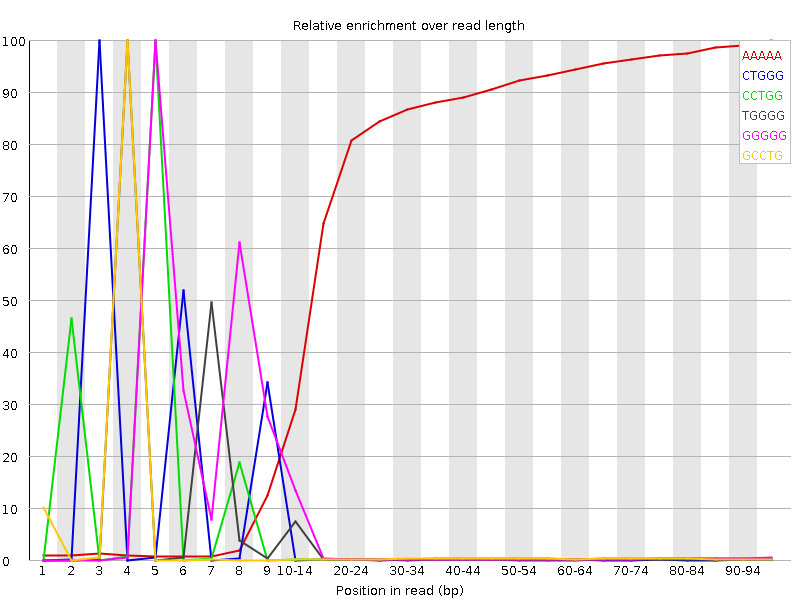 Relative enrichment over read length
100
90
80
70
60
50
40
30
20
10
0
AAAAA
CTGGG
CCTGG
TGGGG
GGGGG
GCCTG
1 2 3 4 5 6 7 8 9 10-14 20-24 30-34 40-44 50-54 60-64 70-74 80-84 90-94
Position in read (bp)